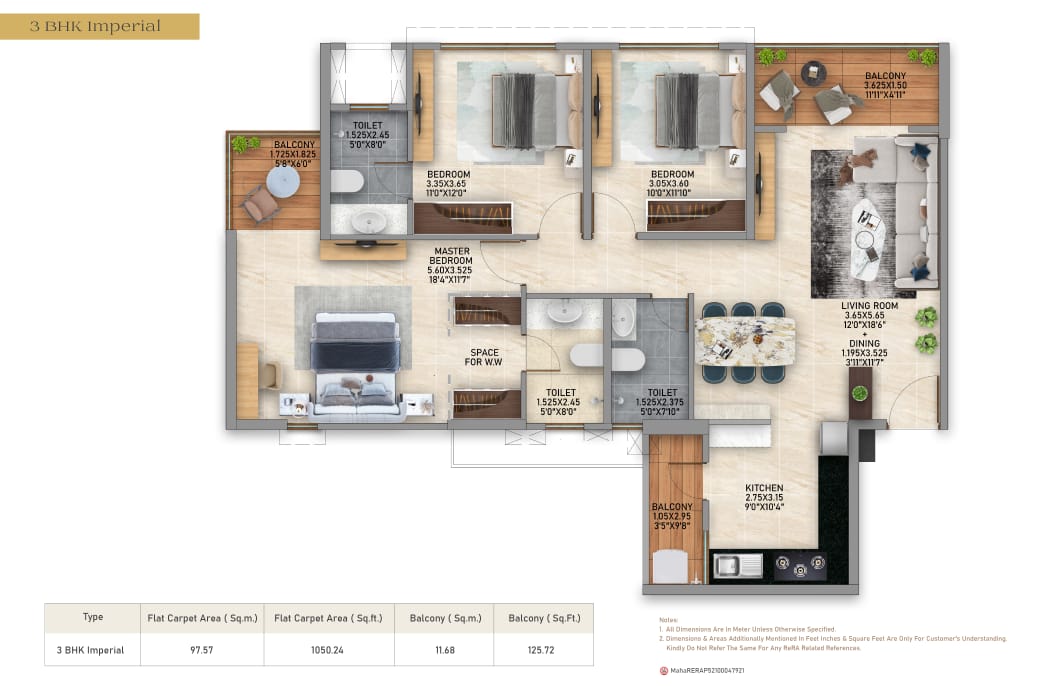 3 BHK Imperial
BALCONY
3.625X1.50
11'11"X4'11"
TOILET
1.525X2.45
5'0"X8'0"
BALCONY
1.725X1.825
5'8"X6'0"
BEDROOM
3.35X3.65
11'0"X12'0"
BEDROOM
3.05X3.60
10'0"X11'10"
MASTER
BEDROOM
5.60X3.525
18'4"X11'7"
LIVING ROOM
3.65X5.65
12'0"X18'6"
+
DINING
1.195X3.525
3'11"X11'7"
SPACE
FOR W.W
TOILET
1.525X2.45
5'0"X8'0"
TOILET
1.525X2.375
5'0"X7'10"
KITCHEN
2.75X3.15
9'0"X10'4"
BALCONY
1.05X2.95
3'5"X9'8"
Type Flat Carpet Area ( Sq.m.) Flat Carpet Area ( Sq.ft.) Balcony ( Sq.m.) Balcony ( Sq.Ft.)
3 BHK Imperial 97.57 1050.24 11.68 125.72
Notes:
1. All Dimensions Are In Meter Unless Otherwise Specified.
2. Dimensions & Areas Additionally Mentioned In Feet Inches & Square Feet Are Only For Customer's Understanding.
Kindly Do Not Refer The Same For Any ReRA Related References.
MahaRERAP52100047921